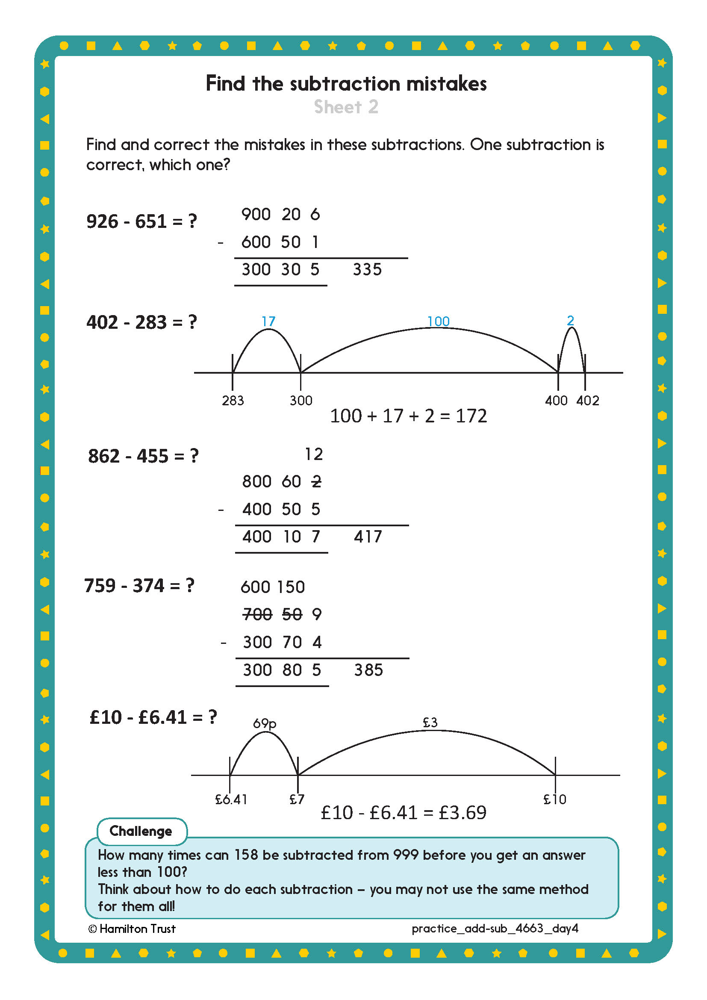 Find the subtraction mistakes
Sheet 2
Find and correct the mistakes in these subtractions. One subtraction is
correct, which one?
926 - 651 = ?
900 20 6
- 600 50 1
300 30 5 335
402 - 283 = ?
17 100 2
283 300 400 402
100 + 17 + 2 = 172
862 - 455 = ?
12
800 60 2
- 400 50 5
400 10 7 417
759 - 374 = ?
600 150
700 50 9
- 300 70 4
300 80 5 385
£10 - £6.41 = ?
69p £3
£6.41 £7 £10
£10 - £6.41 = £3.69
Challenge
How many times can 158 be subtracted from 999 before you get an answer
less than 100?
Think about how to do each subtraction – you may not use the same method
for them all!
© Hamilton Trust
practice_add-sub_4663_day4